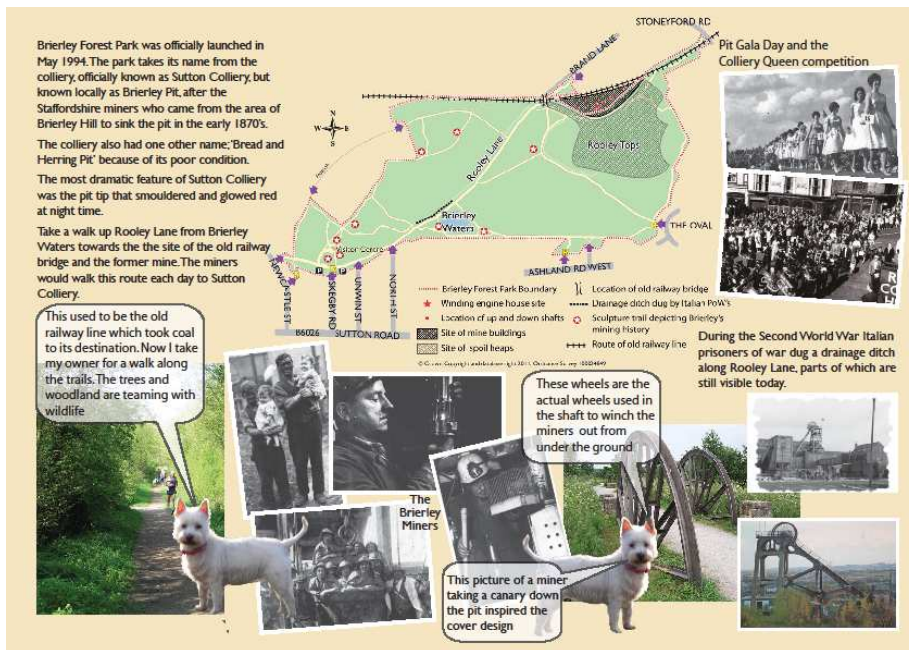 Brierley Forest Park was officially launched in
May 1994. The park takes its name from the
colliery, officially known as Sutton Colliery, but
known locally as Brierley Pit, after the
Staffordshire miners who came from the area of
Brierley Hill to sink the pit in the early 1870's.
The colliery also had one other name; 'Bread and
Herring Pit' because of its poor condition.
The most dramatic feature of Sutton Colliery
was the pit tip that smouldered and glowed red
at night time.
Take a walk up Rooley Lane from Brierley
Waters towards the the site of the old railway
bridge and the former mine. The miners
would walk this route each day to Sutton
Colliery.
STONEYFORD RD
BRAND LANE
N
W E
S
Rooley Lane
Rooley Tops
Brierley
Waters
Visitor Centre
THE OVAL
P P
NEWCASTLE ST
SKEGBY RD
UNWIN ST
NORTH ST
ASHLAND RD WEST
B6026 SUTTON ROAD
Brierley Forest Park Boundary
Winding engine house site
Location of up and down shafts
Site of mine buildings
Site of spoil heaps
Location of old railway bridge
Drainage ditch dug by Italian PoW's
Sculpture trail depicting Brierley's
mining history
Route of old railway line
Pit Gala Day and the
Colliery Queen competition
During the Second World War Italian
prisoners of war dug a drainage ditch
along Rooley Lane, parts of which are
still visible today.
This used to be the old
railway line which took coal
to its destination. Now I take
my owner for a walk along
the trails. The trees and
woodland are teaming with
wildlife
The
Brierley
Miners
These wheels are the
actual wheels used in
the shaft to winch the
miners out from
under the ground
This picture of a miner
taking a canary down
the pit inspired the
cover design